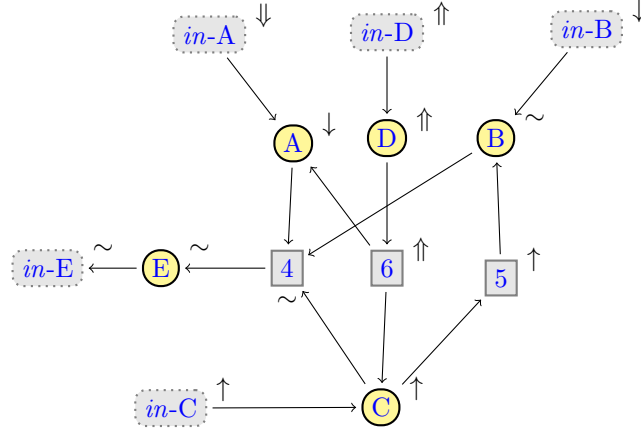 in-A ⇓
in-D ⇑
in-B ↓
A ↓
D ⇑
B ∼
in-E ∼
E ∼
4 ∼
6 ⇑
5 ↑
in-C ↑
C ↑